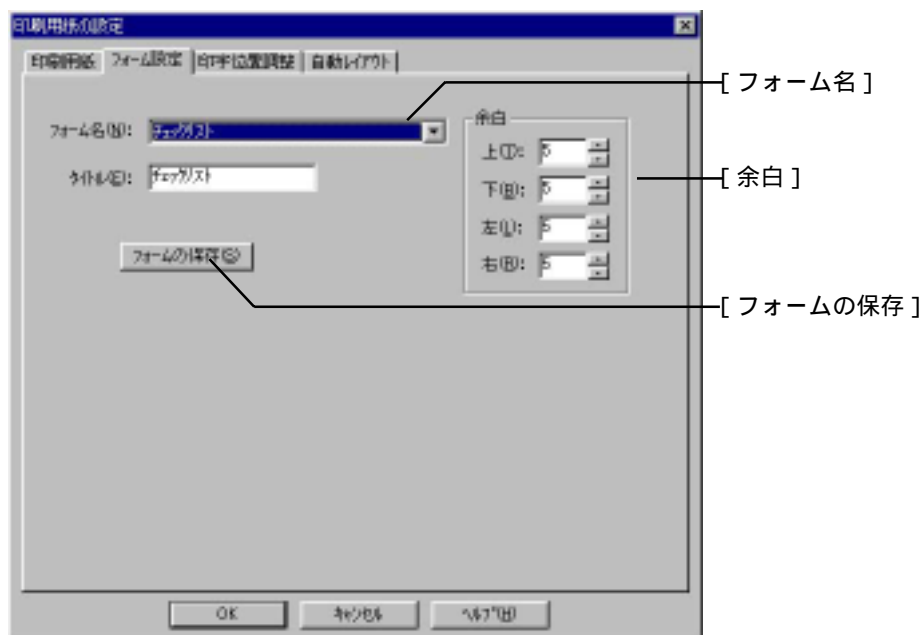 印刷用紙の設定
印刷用紙 フォーム設定 印字位置調整 自動レイアウト
[ フォーム名 ]
フォーム名(N): チェックリスト
余白
上(T): 5
タイトル(E): チェックリスト
[ 余白 ]
下(B): 5
左(L): 5
フォームの保存(S)
右(R): 5
[ フォームの保存 ]
OK キャンセル ヘルプ(H)